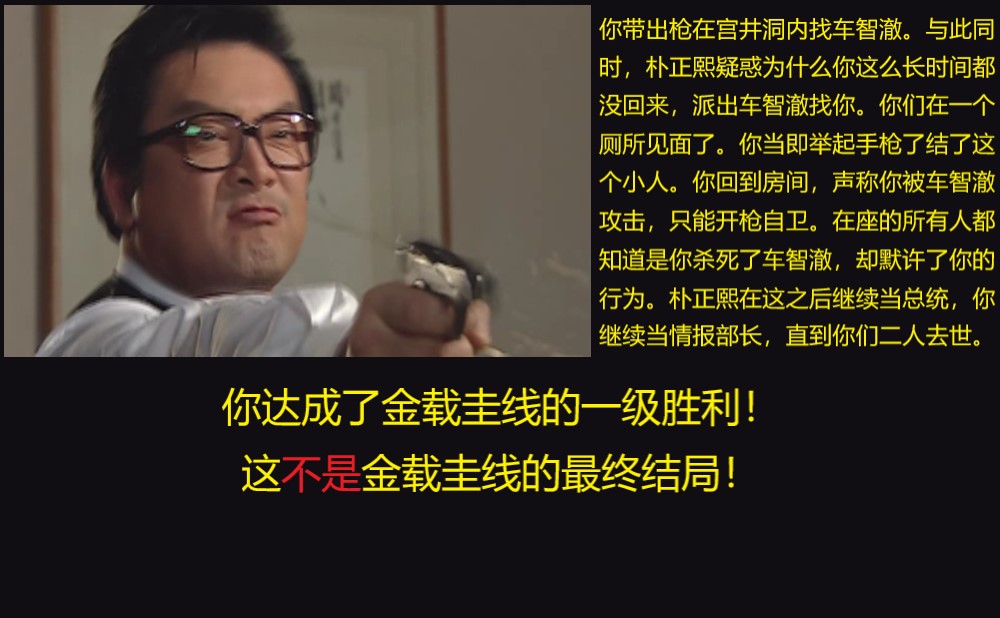 你带出枪在宫井洞内找车智澈。与此同
时，朴正熙疑惑为什么你这么长时间都
没回来，派出车智澈找你。你们在一个
厕所见面了。你当即举起手枪了结了这
个小人。你回到房间，声称你被车智澈
攻击，只能开枪自卫。在座的所有人都
知道是你杀死了车智澈，却默许了你的
行为。朴正熙在这之后继续当总统，你
继续当情报部长，直到你们二人去世。
你达成了金载圭线的一级胜利！
这不是金载圭线的最终结局！